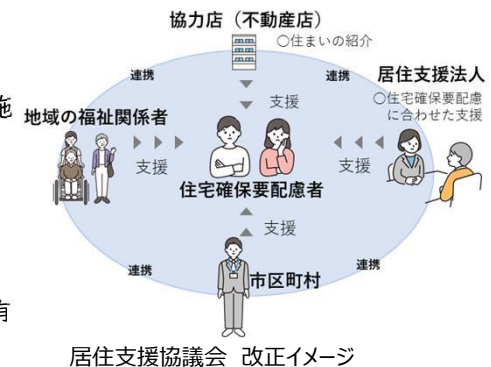 協力店（不動産店）
○住まいの紹介
連携
連携
居住支援法人
○住宅確保要配慮
に合わせた支援
施
地域の福祉関係者
支援
支援
支援
住宅確保要配慮者
支援
連携
連携
市区町村
有
居住支援協議会 改正イメージ